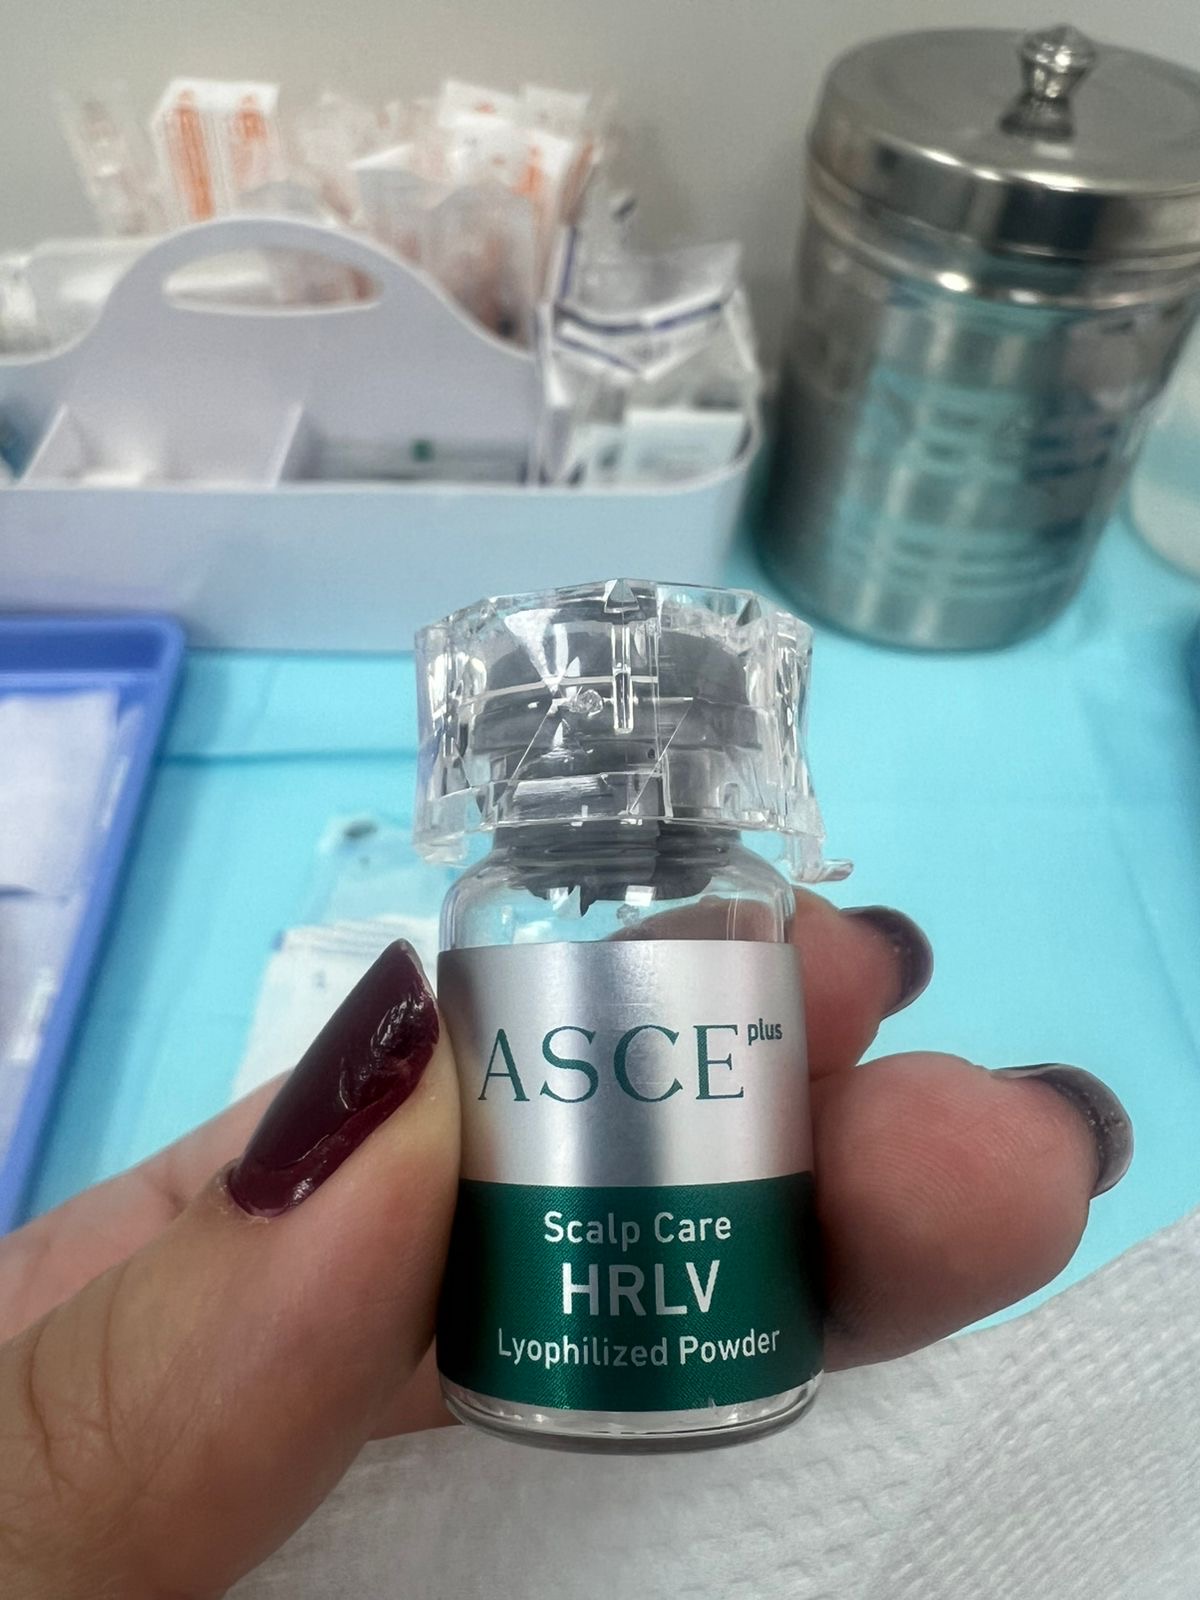 ASCE plus
Scalp Care
HRLV
Lyophilized Powder